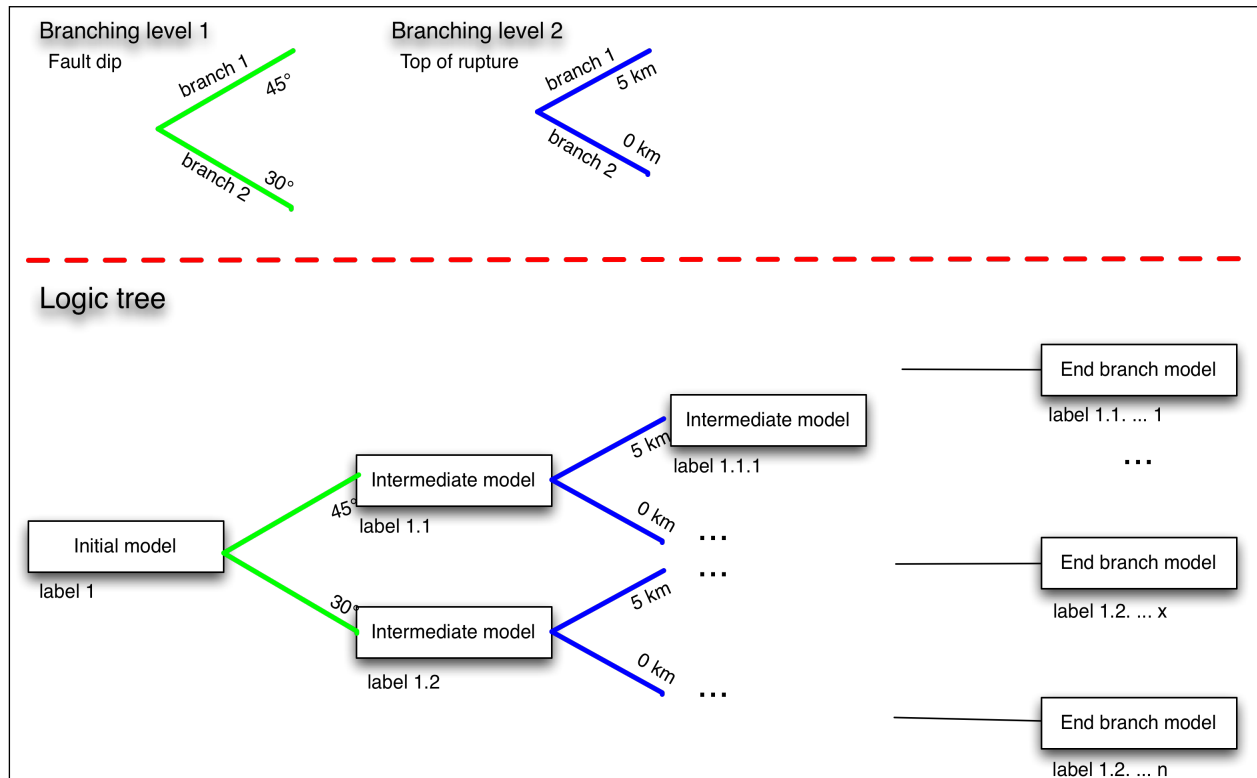 Branching level 1
Fault dip
branch 1
45°
branch 2
30°
Branching level 2
Top of rupture
branch 1
5 km
branch 2
0 km
Logic tree
Initial model
label 1
45°
30°
Intermediate model
label 1.1
Intermediate model
label 1.2
5 km
0 km
5 km
0 km
Intermediate model
label 1.1.1
...
...
...
End branch model
label 1.1. ... 1
...
End branch model
label 1.2. ... x
End branch model
label 1.2. ... n